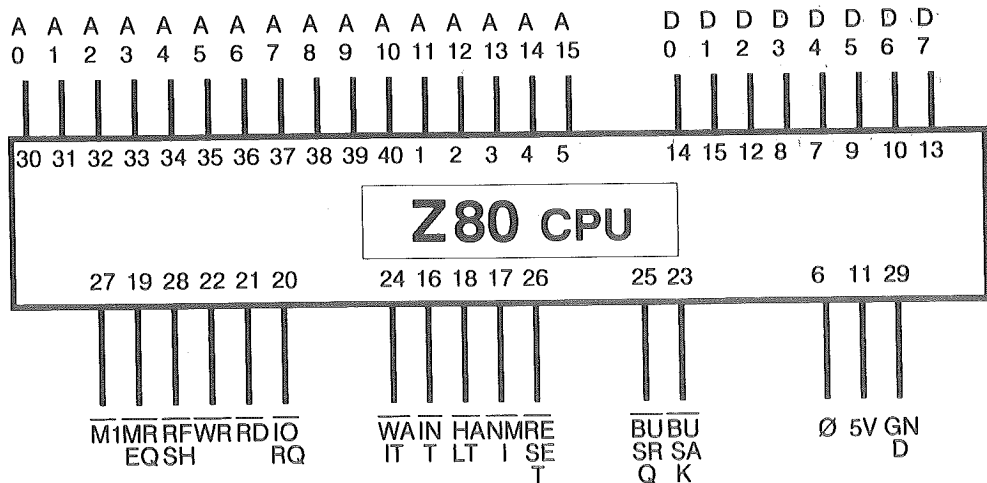 A A A A A A A A A A A A A A A A D D D D D D D D
0 1 2 3 4 5 6 7 8 9 10 11 12 13 14 15 0 1 2 3 4 5 6 7
30 31 32 33 34 35 36 37 38 39 40 1 2 3 4 5 14 15 12 8 7 9 10 13
Z80 CPU
27 19 28 22 21 20 24 16 18 17 26 25 23 6 11 29
M1 MR RF WR RD IO WA IN HA NM RE BU BU Ø 5V GN
EQ SH RQ IT T LT I SE SR SA D
T Q K